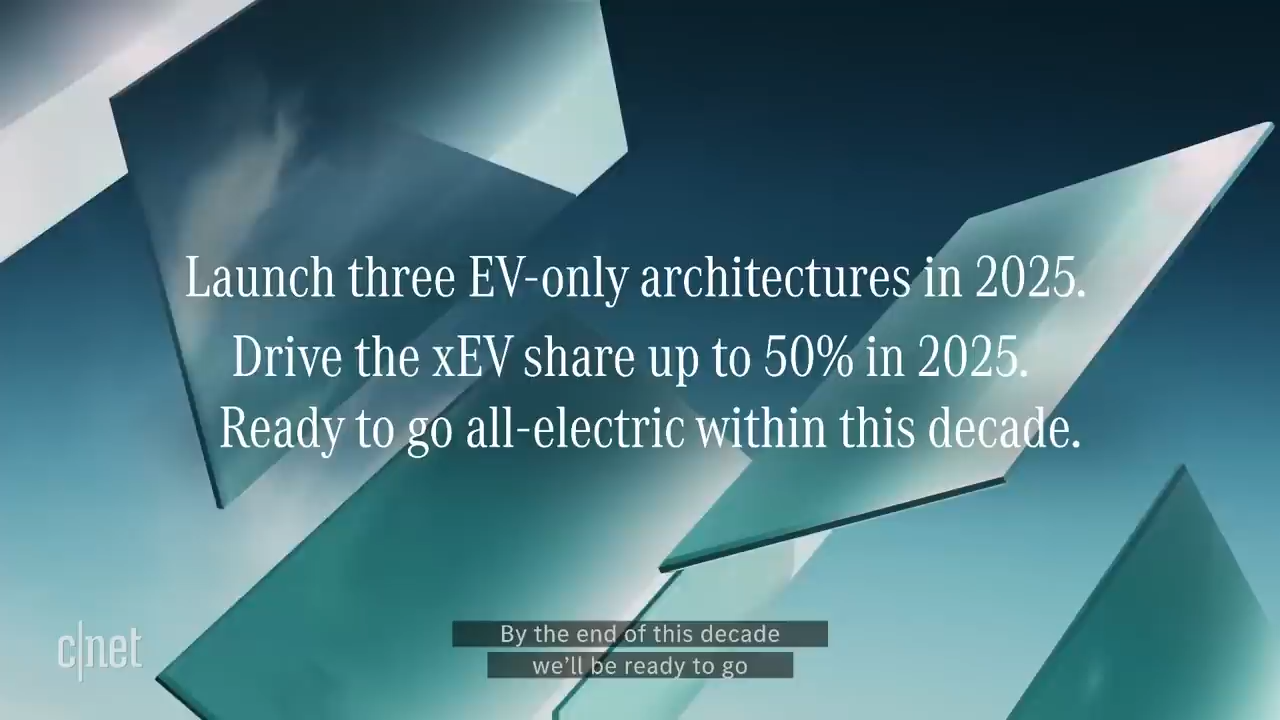 Launch three EV-only architectures in 2025.
Drive the xEV share up to 50% in 2025.
Ready to go all-electric within this decade.
c|net
By the end of this decade
we'll be ready to go